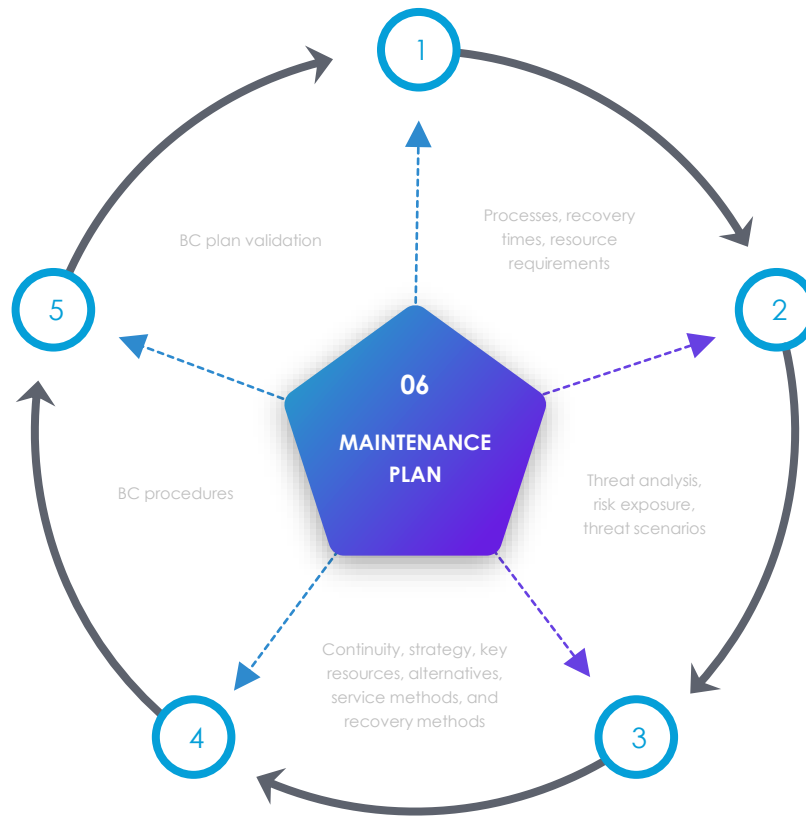 1
BC plan validation
Processes, recovery
times, resource
requirements
5
2
06
MAINTENANCE
PLAN
BC procedures
Threat analysis,
risk exposure,
threat scenarios
Continuity, strategy, key
resources, alternatives,
service methods, and
recovery methods
4
3